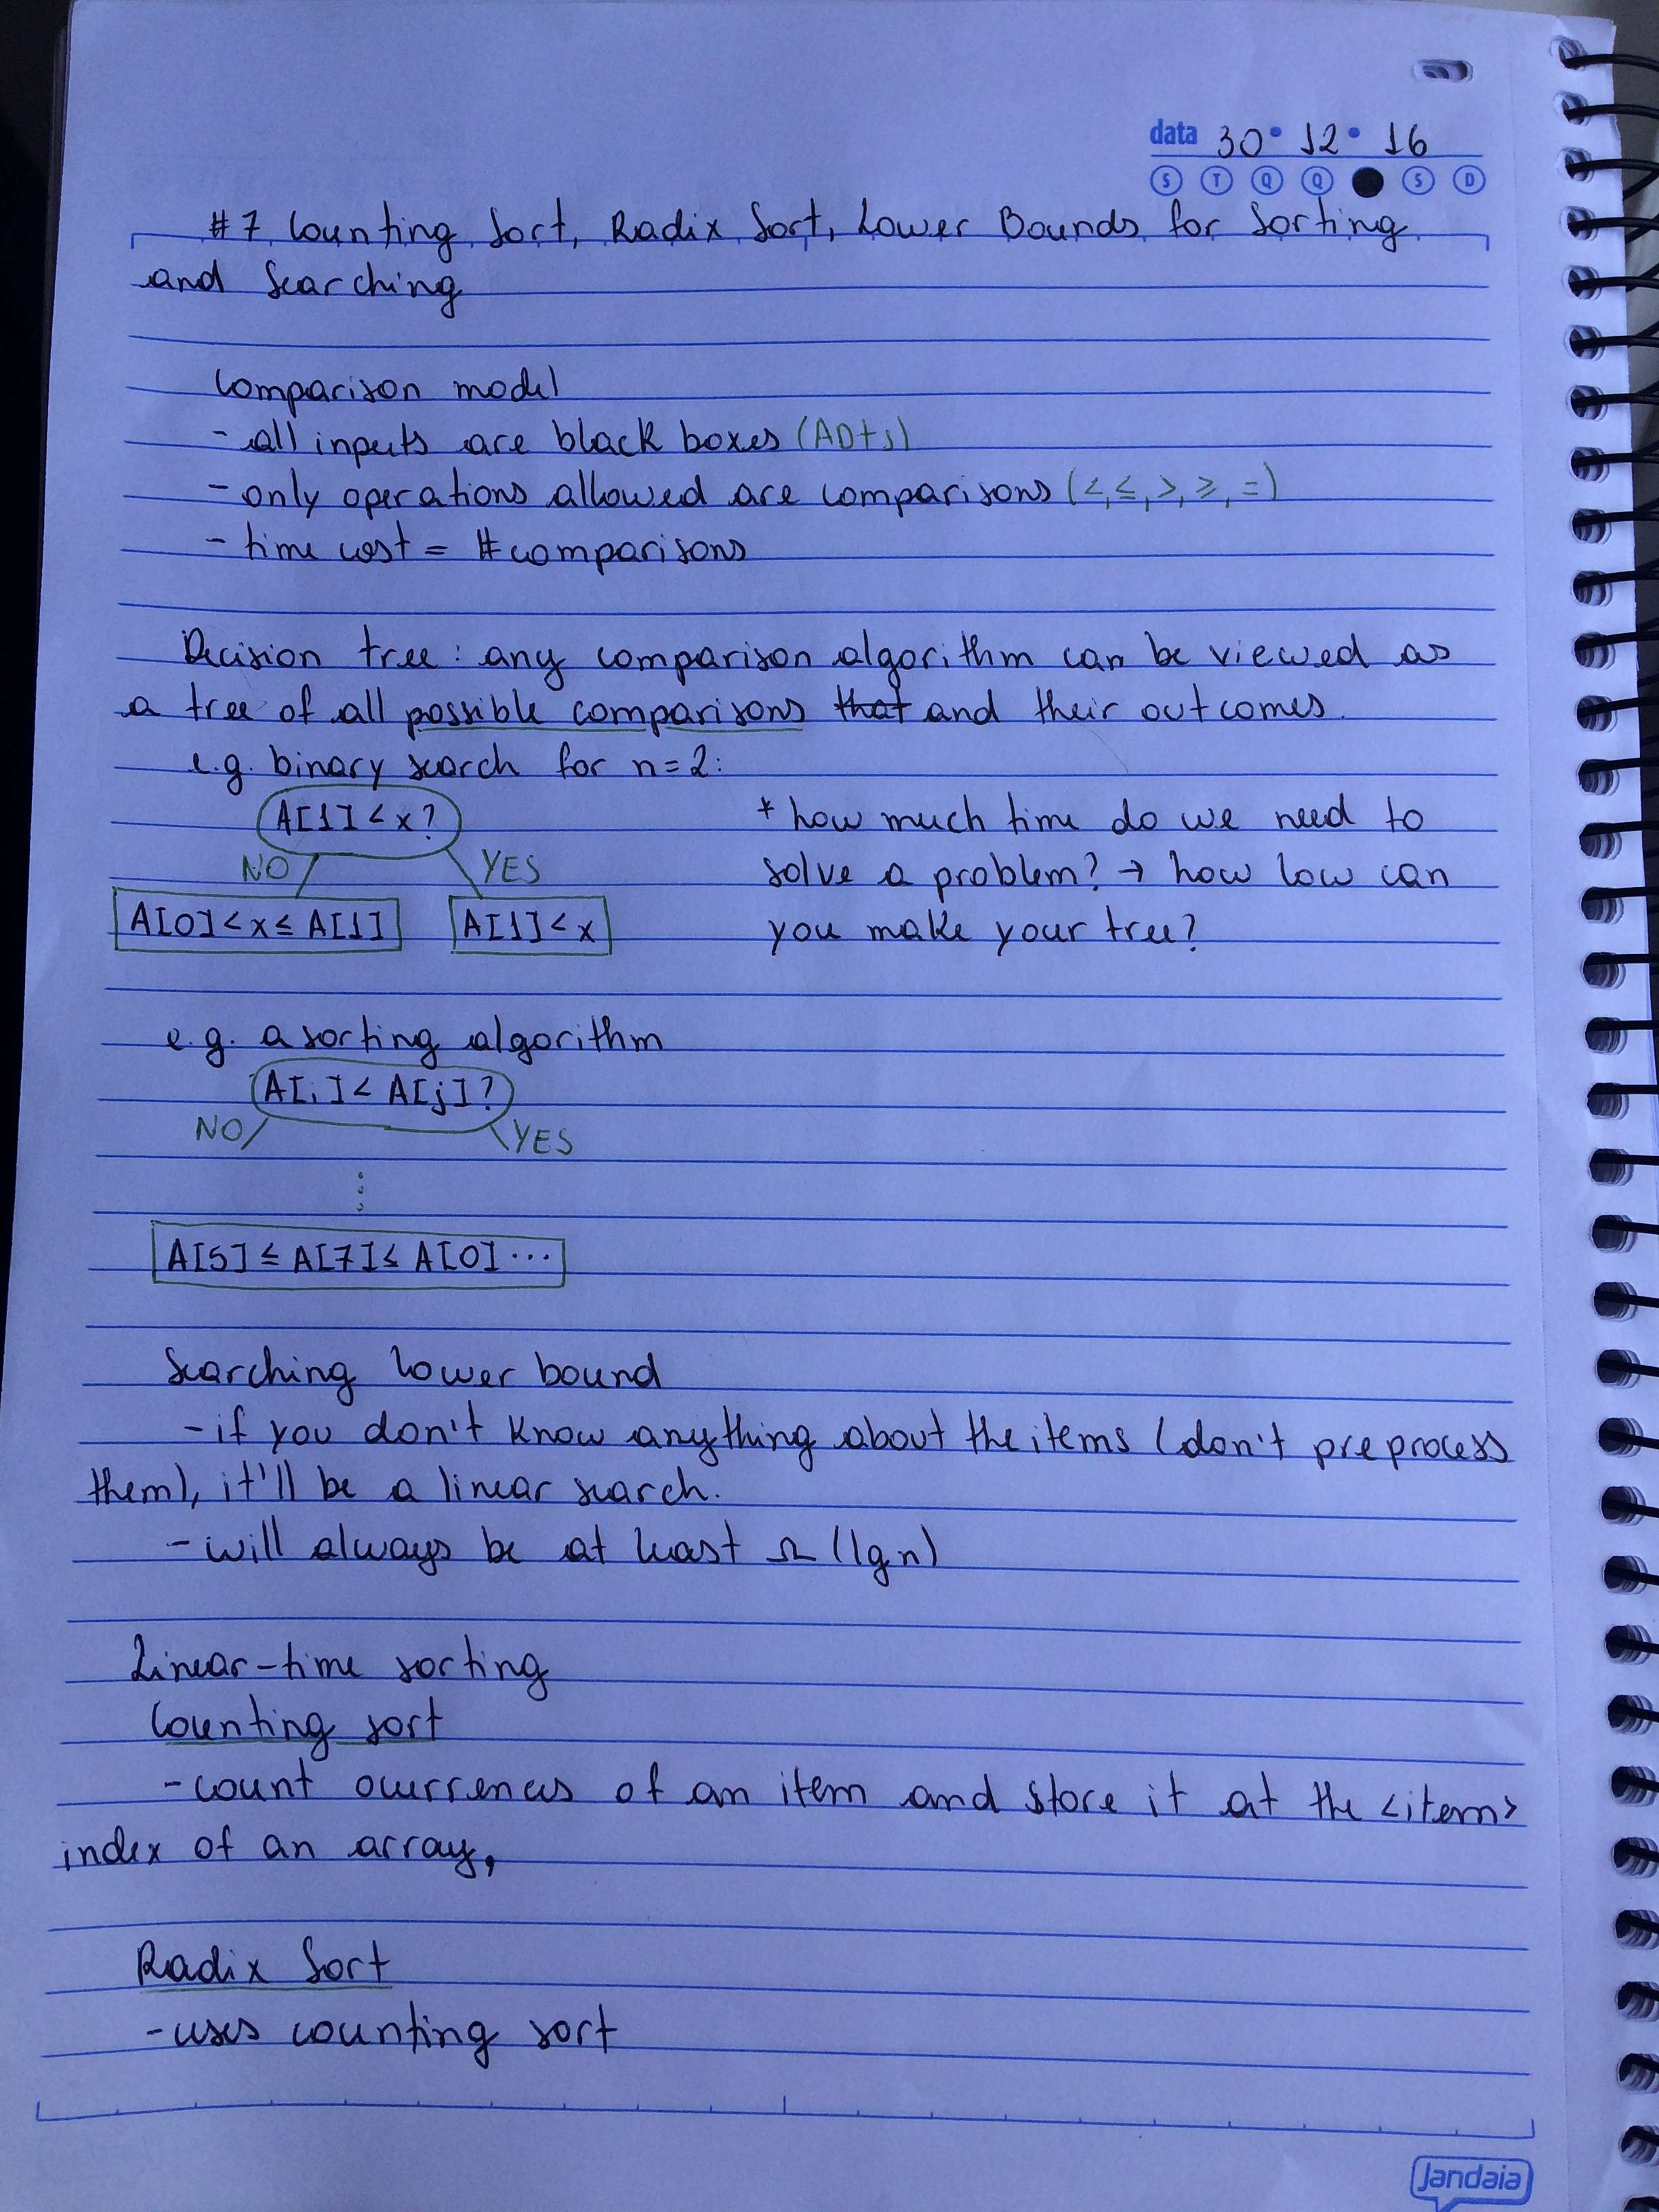 data 30 • 12 • 16
S T Q Q S D
#7 Counting Sort, Radix Sort, Lower Bounds for Sorting
and Searching
Comparison model
- all inputs are black boxes (ADTs)
- only operations allowed are comparisons (<, ≤, >, ≥, =)
- time cost = #comparisons
Decision tree: any comparison algorithm can be viewed as
a tree of all possible comparisons that and their outcomes.
e.g. binary search for n=2:
A[1] < x?
NO YES
A[0] < x ≤ A[1] A[1] < x
* how much time do we need to
solve a problem? → how low can
you make your tree?
e.g. a sorting algorithm
A[i] < A[j]?
NO YES
⋮
A[5] ≤ A[7] ≤ A[0] ...
Searching lower bound
- if you don't know anything about the items (don't preprocess
them), it'll be a linear search.
- will always be at least Ω(lg n)
Linear-time sorting
Counting sort
- count ocurrences of an item and store it at the <item>
index of an array,
Radix Sort
- uses counting sort
Jandaia